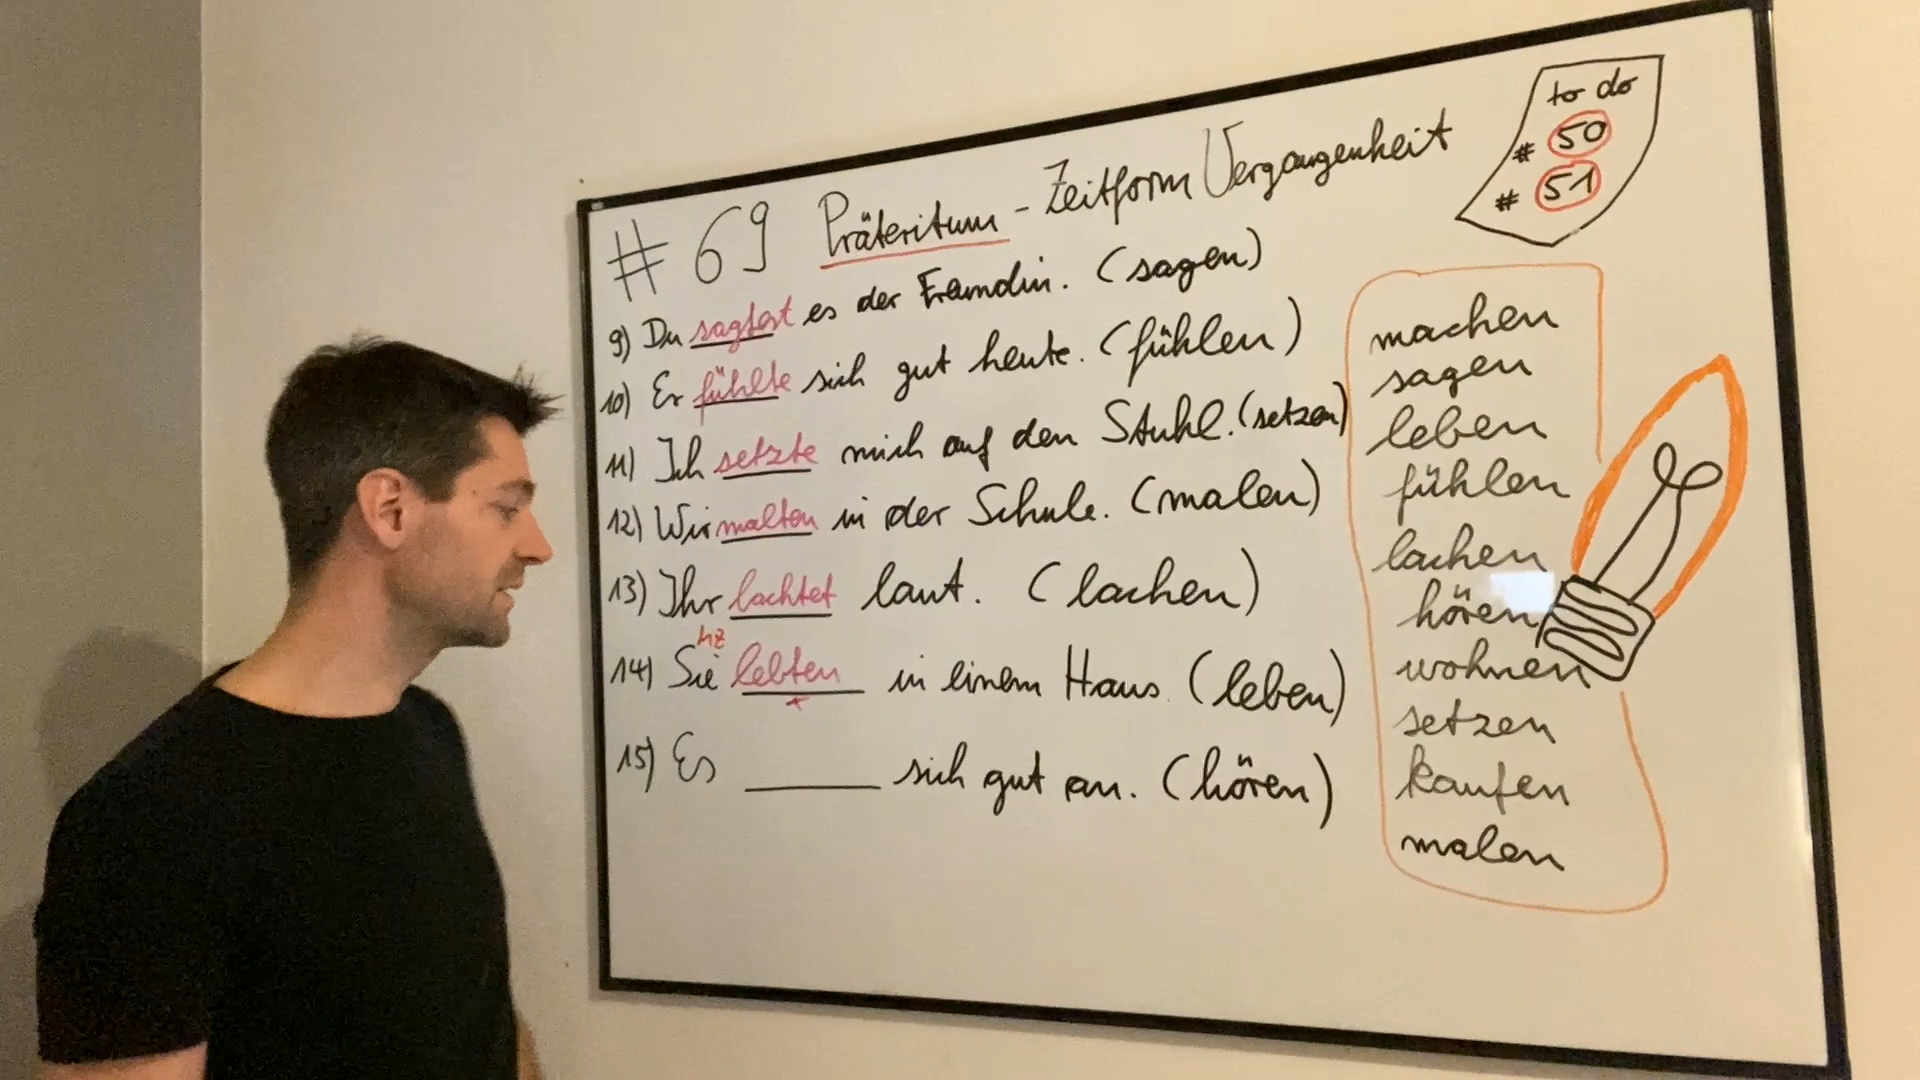 # 69 Präteritum - Zeitform Vergangenheit
9) Du sagtest es der Fremdin. (sagen)
10) Er fühlte sich gut heute. (fühlen)
11) Ich setzte mich auf den Stuhl. (setzen)
12) Wir malten in der Schule. (malen)
13) Ihr lachtet laut. (lachen)
14) Sie lebten in einem Haus. (leben)
15) Es ______ sich gut an. (hören)
to do
# 50
# 51
machen
sagen
leben
fühlen
lachen
hören
wohnen
setzen
kaufen
malen